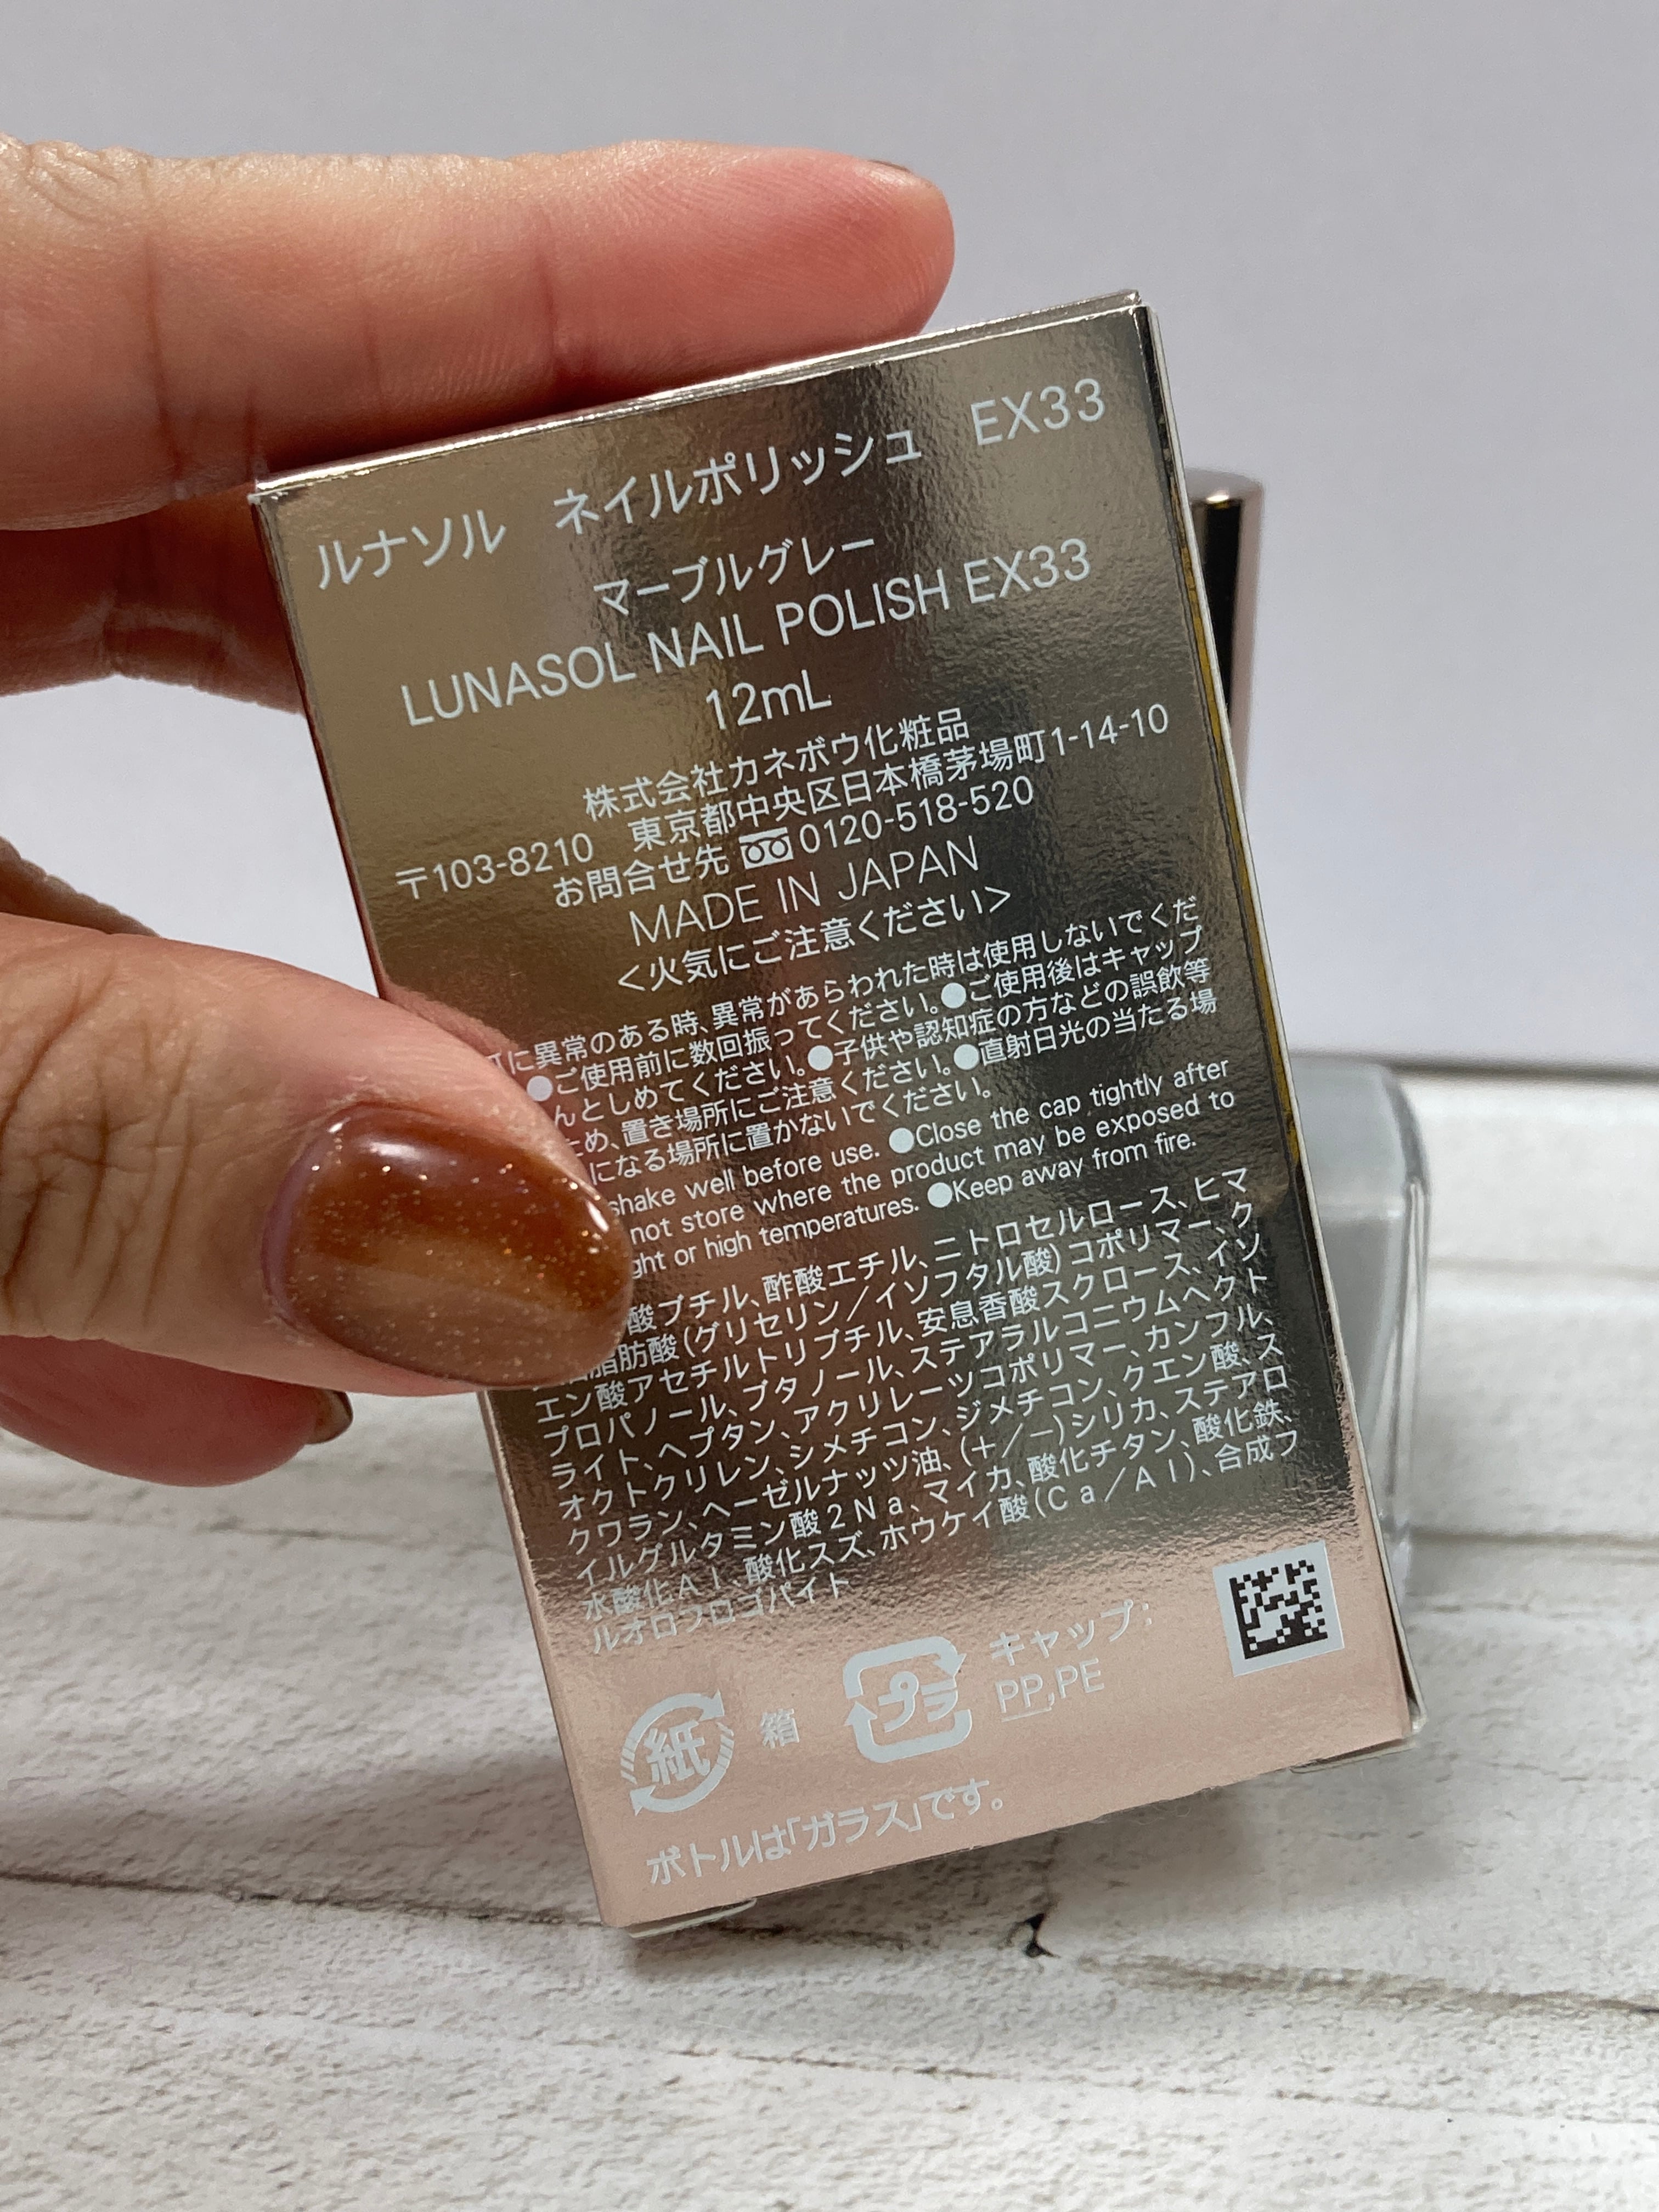 ルナソル ネイルポリッシュ EX33
マーブルグレー
LUNASOL NAIL POLISH EX33
12mL
株式会社カネボウ化粧品
〒103-8210 東京都中央区日本橋茅場町1-14-10
お問合せ先 0120-518-520
MADE IN JAPAN
<火気にご注意ください>
に異常のある時、異常があらわれた時は使用しないでくだ
●ご使用前に数回振ってください。●ご使用後はキャップ
んとしめてください。●子供や認知症の方などの誤飲等
ため、置き場所にご注意ください。●直射日光の当たる場
になる場所に置かないでください。
shake well before use. ●Close the cap tightly after
not store where the product may be exposed to
or high temperatures. ●Keep away from fire.
酸ブチル、酢酸エチル、ニトロセルロース、ヒマ
脂肪酸(グリセリン/イソフタル酸)コポリマー、ク
エン酸アセチルトリブチル、安息香酸スクロース、イソ
プロパノール、ブタノール、ステアラルコニウムヘクト
ライト、ヘプタン、アクリレーツコポリマー、カンフル、
オクトクリレン、シメチコン、ジメチコン、クエン酸、ス
クワラン、ヘーゼルナッツ油、(+/-)シリカ、ステアロ
イルグルタミン酸2Na、マイカ、酸化チタン、酸化鉄、
水酸化Al、酸化スズ、ホウケイ酸(Ca/Al)、合成フ
ルオロフロゴパイト
紙 箱 プラ キャップ:
PP,PE
ボトルは「ガラス」です。